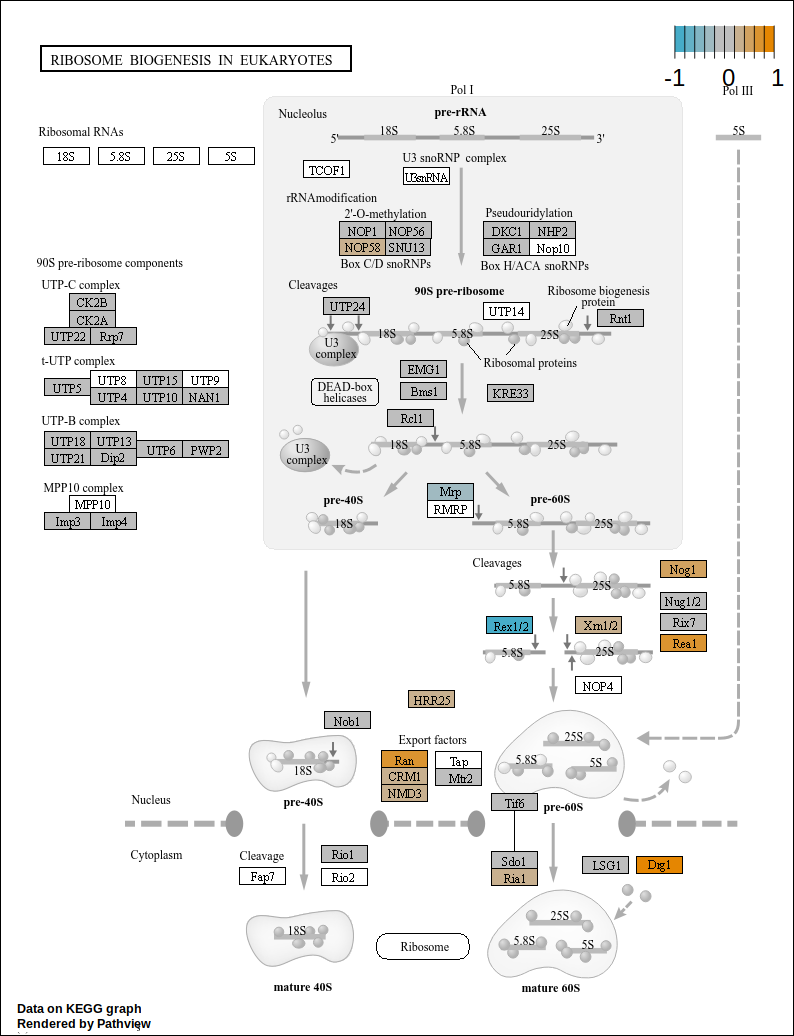 RIBOSOME BIOGENESIS IN EUKARYOTES
-1 0 1
Pol I
Pol III
Nucleolus
pre-rRNA
Ribosomal RNAs
18S 5.8S 25S 5S
5' 18S 5.8S 25S 3'
5S
TCOF1
U3 snoRNP complex
U3snRNA
rRNAmodification
2'-O-methylation
NOP1 NOP56
NOP58 SNU13
Box C/D snoRNPs
Pseudouridylation
DKC1 NHP2
GAR1 Nop10
Box H/ACA snoRNPs
90S pre-ribosome components
UTP-C complex
CK2B
CK2A
UTP22 Rrp7
t-UTP complex
UTP5 UTP8 UTP15 UTP9
UTP4 UTP10 NAN1
UTP-B complex
UTP18 UTP13
UTP6 PWP2
UTP21 Dip2
MPP10 complex
MPP10
Imp3 Imp4
Cleavages
90S pre-ribosome
Ribosome biogenesis
protein
UTP24
UTP14
Rnt1
18S 5.8S 25S
U3
complex
Ribosomal proteins
EMG1
DEAD-box
helicases
Bms1
KRE33
Rcl1
18S 5.8S 25S
U3
complex
pre-40S
Mrp
RMRP
pre-60S
18S
5.8S 25S
Cleavages
5.8S 25S
Nog1
Nug1/2
Rix7
Rea1
Rex1/2
Xrn1/2
5.8S 25S
NOP4
HRR25
Nob1
18S
pre-40S
Export factors
Ran Tap
CRM1 Mtr2
NMD3
25S
5.8S 5S
Tif6
pre-60S
Nucleus
Cytoplasm
Cleavage
Fap7
Rio1
Rio2
Sdo1
Ria1
LSG1
Drg1
18S
mature 40S
Ribosome
25S
5.8S 5S
mature 60S
Data on KEGG graph
Rendered by Pathview